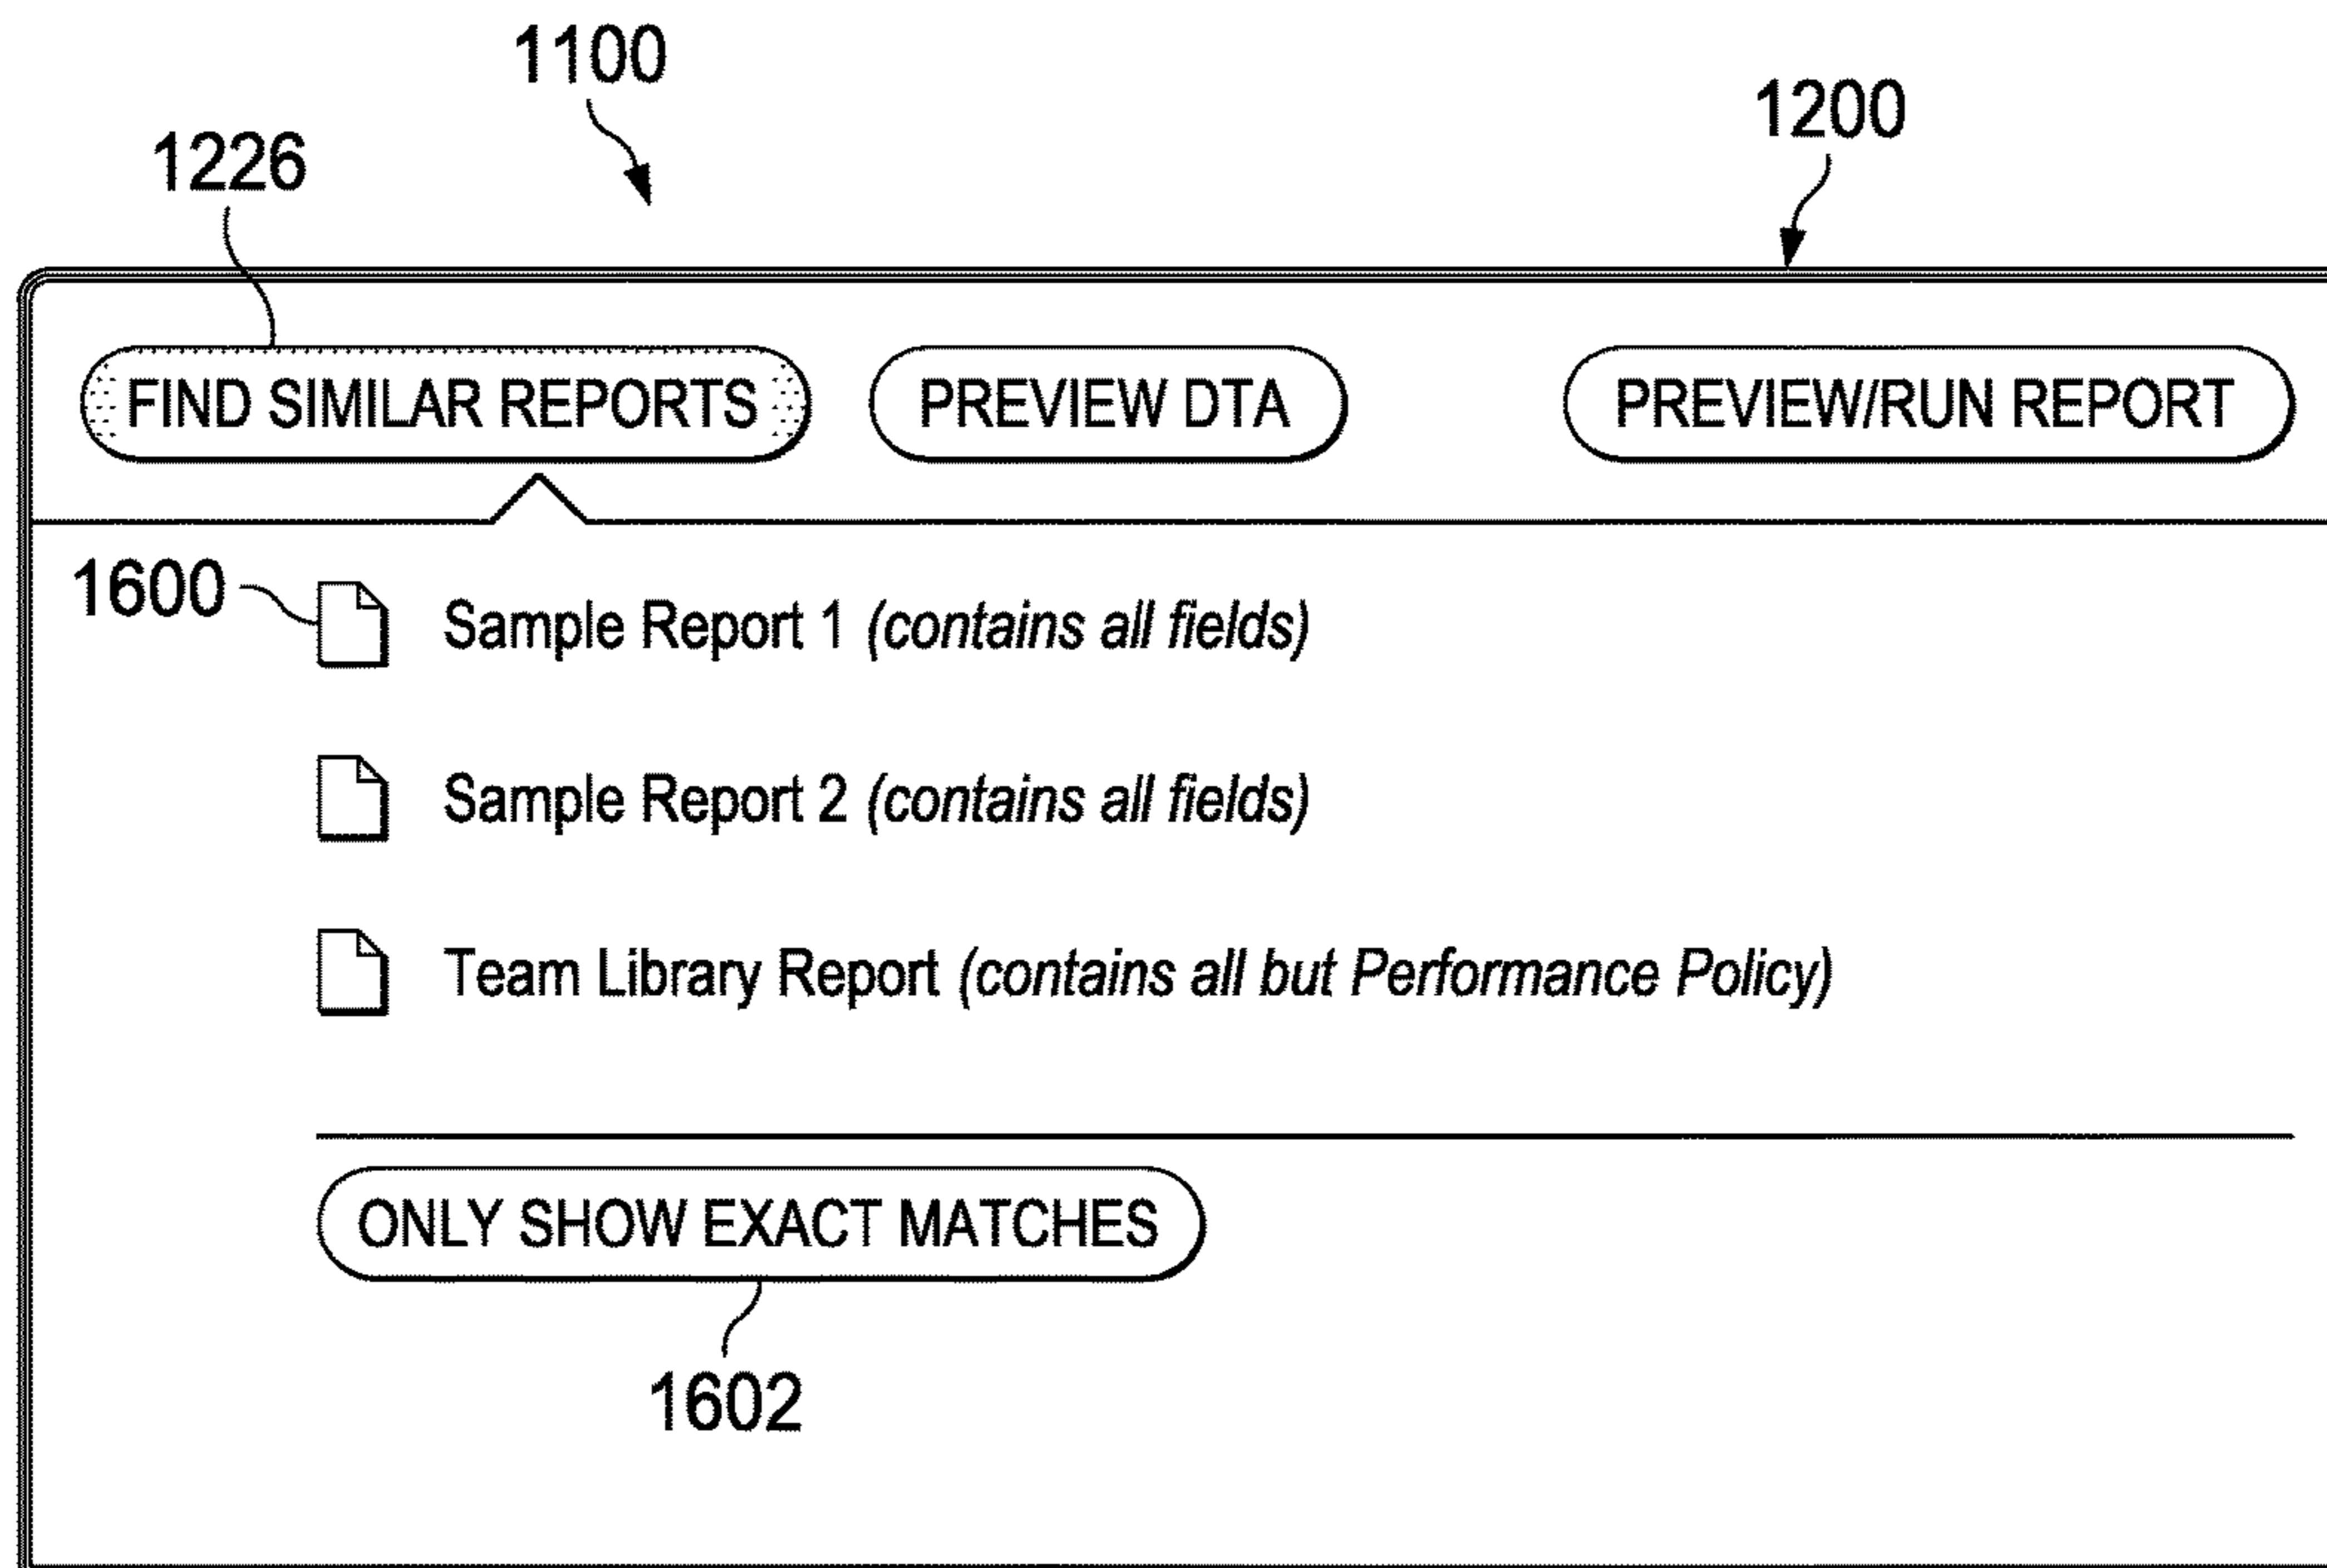 1100
1200
1226
FIND SIMILAR REPORTS
PREVIEW DTA
PREVIEW/RUN REPORT
1600
Sample Report 1 (contains all fields)
Sample Report 2 (contains all fields)
Team Library Report (contains all but Performance Policy)
ONLY SHOW EXACT MATCHES
1602